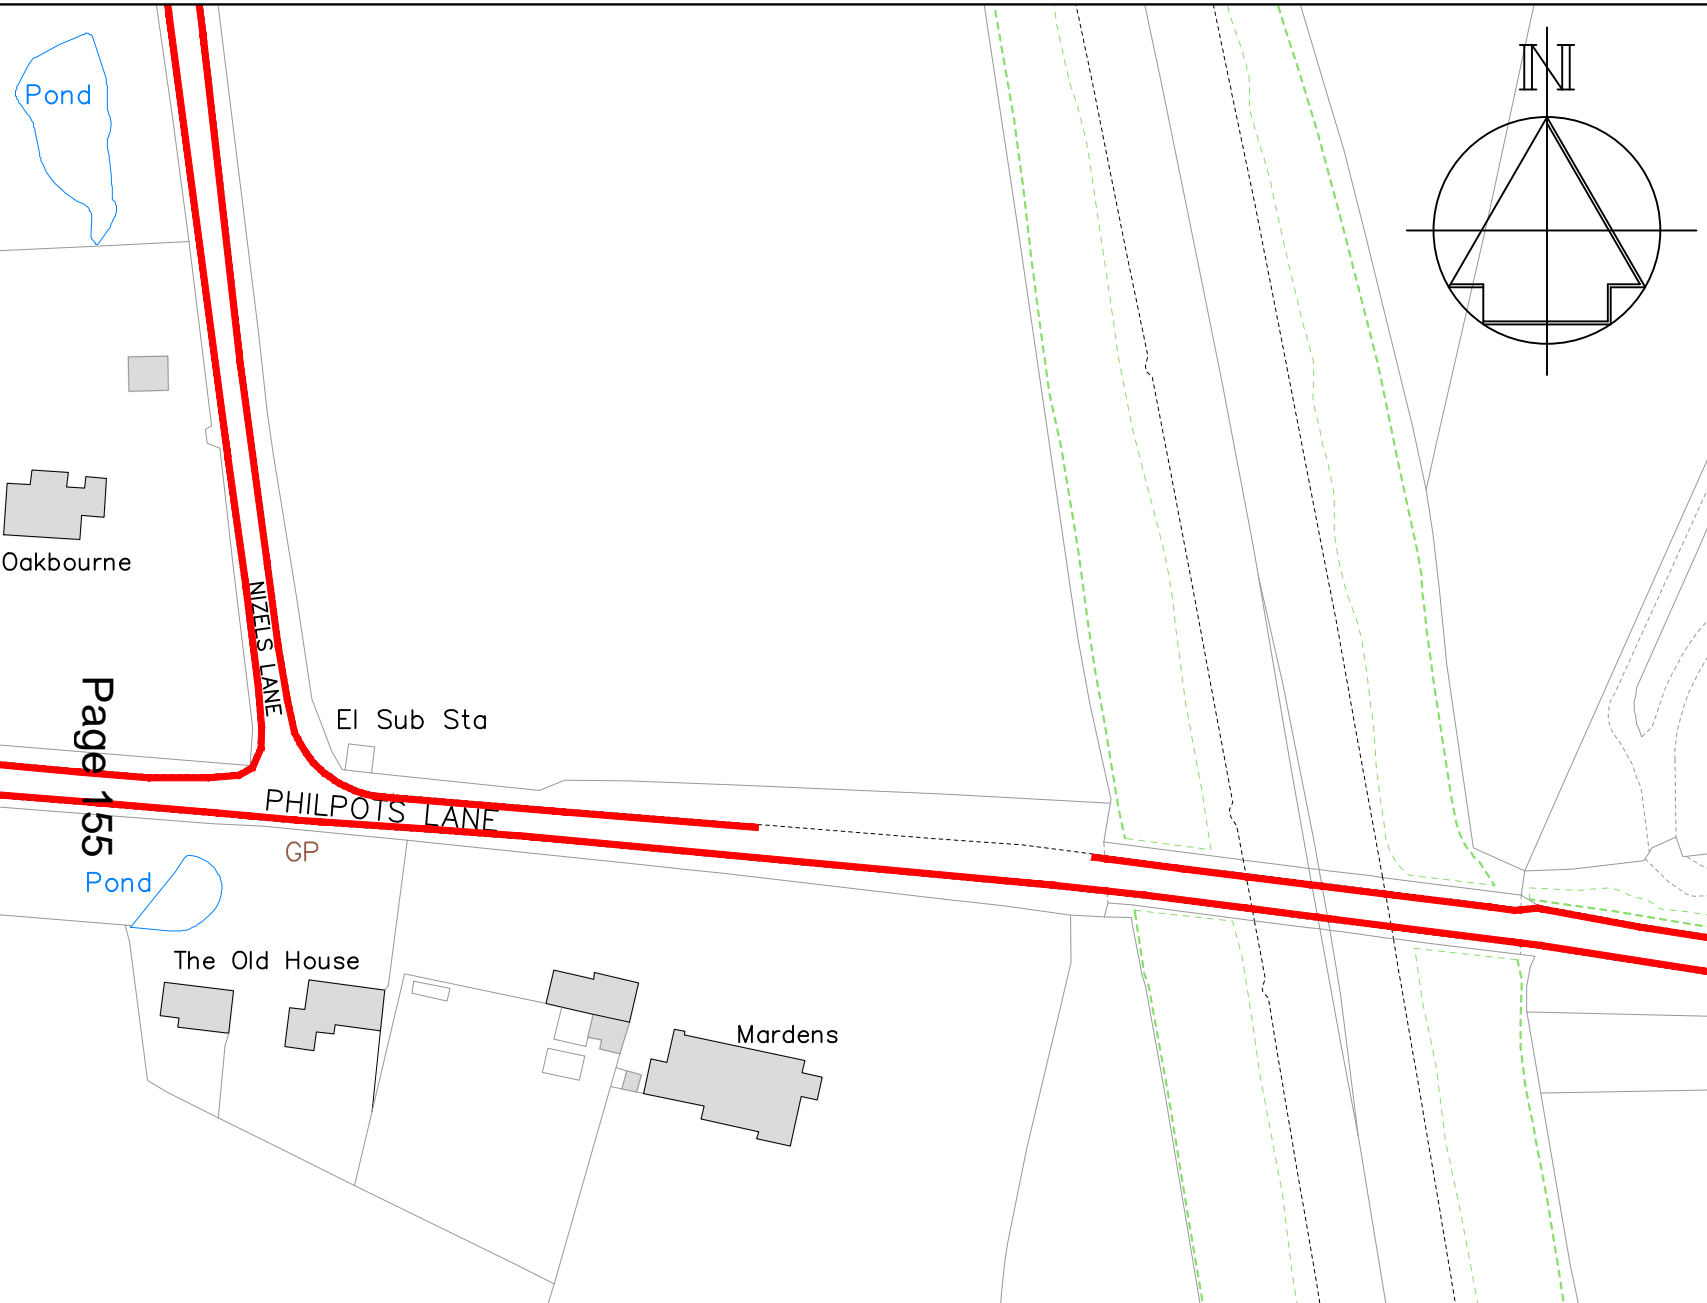 N
Pond
Oakbourne
NIZELS LANE
Page 155
El Sub Sta
PHILPOTS LANE
GP
Pond
The Old House
Mardens